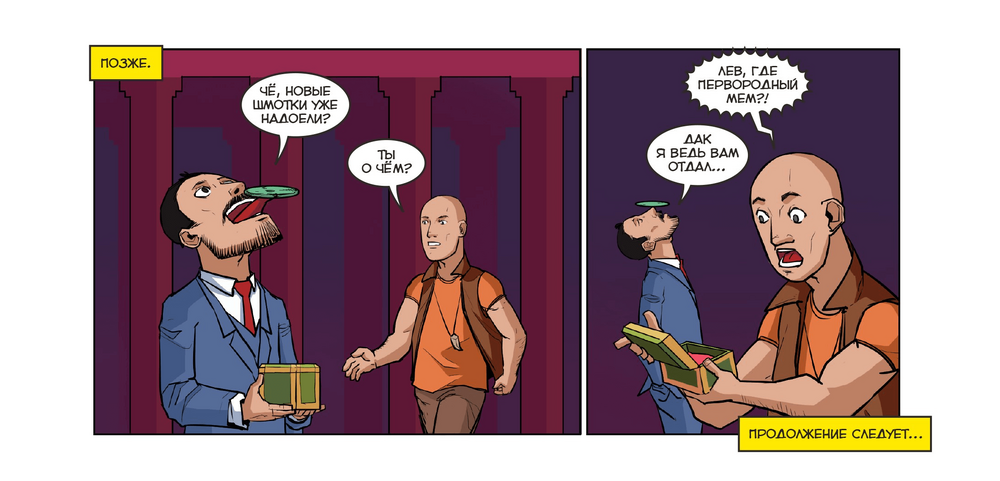 ПОЗЖЕ.
ЧЁ, НОВЫЕ
ШМОТКИ УЖЕ
НАДОЕЛИ?
ТЫ
О ЧЁМ?
ЛЕВ, ГДЕ
ПЕРВОРОДНЫЙ
МЕМ?!
ДАК
Я ВЕДЬ ВАМ
ОТДАЛ...
ПРОДОЛЖЕНИЕ СЛЕДУЕТ...